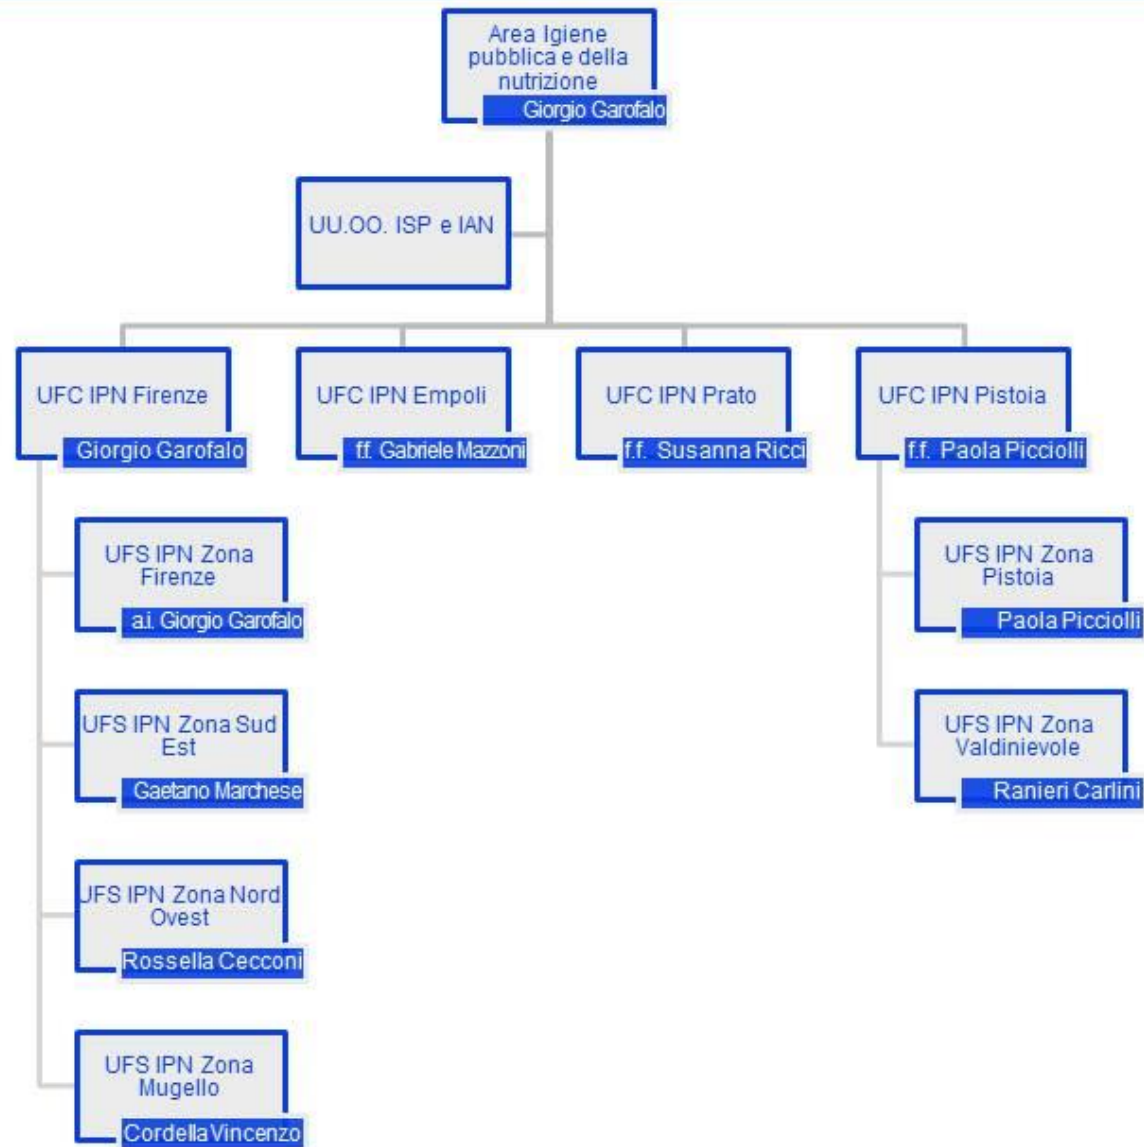 Area Igiene
pubblica e della
nutrizione
Giorgio Garofalo
UU.OO. ISP e IAN
UFC IPN Firenze
Giorgio Garofalo
UFC IPN Empoli
ff. Gabriele Mazzoni
UFC IPN Prato
f.f. Susanna Ricci
UFC IPN Pistoia
f.f. Paola Picciolli
UFS IPN Zona
Firenze
a.i. Giorgio Garofalo
UFS IPN Zona Sud
Est
Gaetano Marchese
UFS IPN Zona Nord
Ovest
Rossella Cecconi
UFS IPN Zona
Mugello
Cordella Vincenzo
UFS IPN Zona
Pistoia
Paola Picciolli
UFS IPN Zona
Valdinievole
Ranieri Carlini